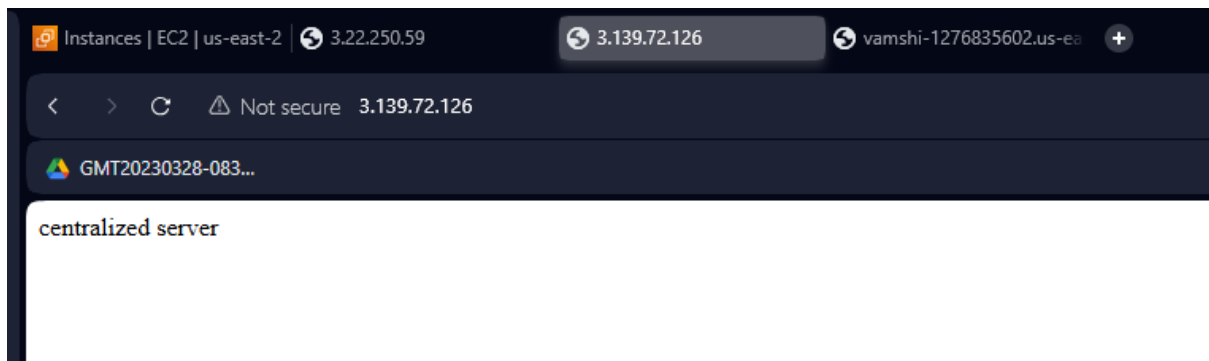 Instances | EC2 | us-east-2 3.22.250.59 3.139.72.126 vamshi-1276835602.us-ea
Not secure 3.139.72.126
GMT20230328-083...
centralized server